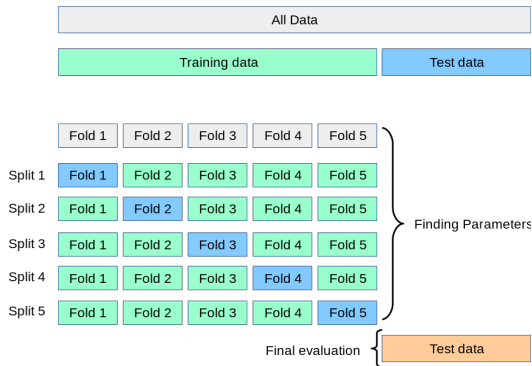 All Data
Training data Test data
Fold 1 Fold 2 Fold 3 Fold 4 Fold 5
Split 1 Fold 1 Fold 2 Fold 3 Fold 4 Fold 5
Split 2 Fold 1 Fold 2 Fold 3 Fold 4 Fold 5
Finding Parameters
Split 3 Fold 1 Fold 2 Fold 3 Fold 4 Fold 5
Split 4 Fold 1 Fold 2 Fold 3 Fold 4 Fold 5
Split 5 Fold 1 Fold 2 Fold 3 Fold 4 Fold 5
Final evaluation Test data